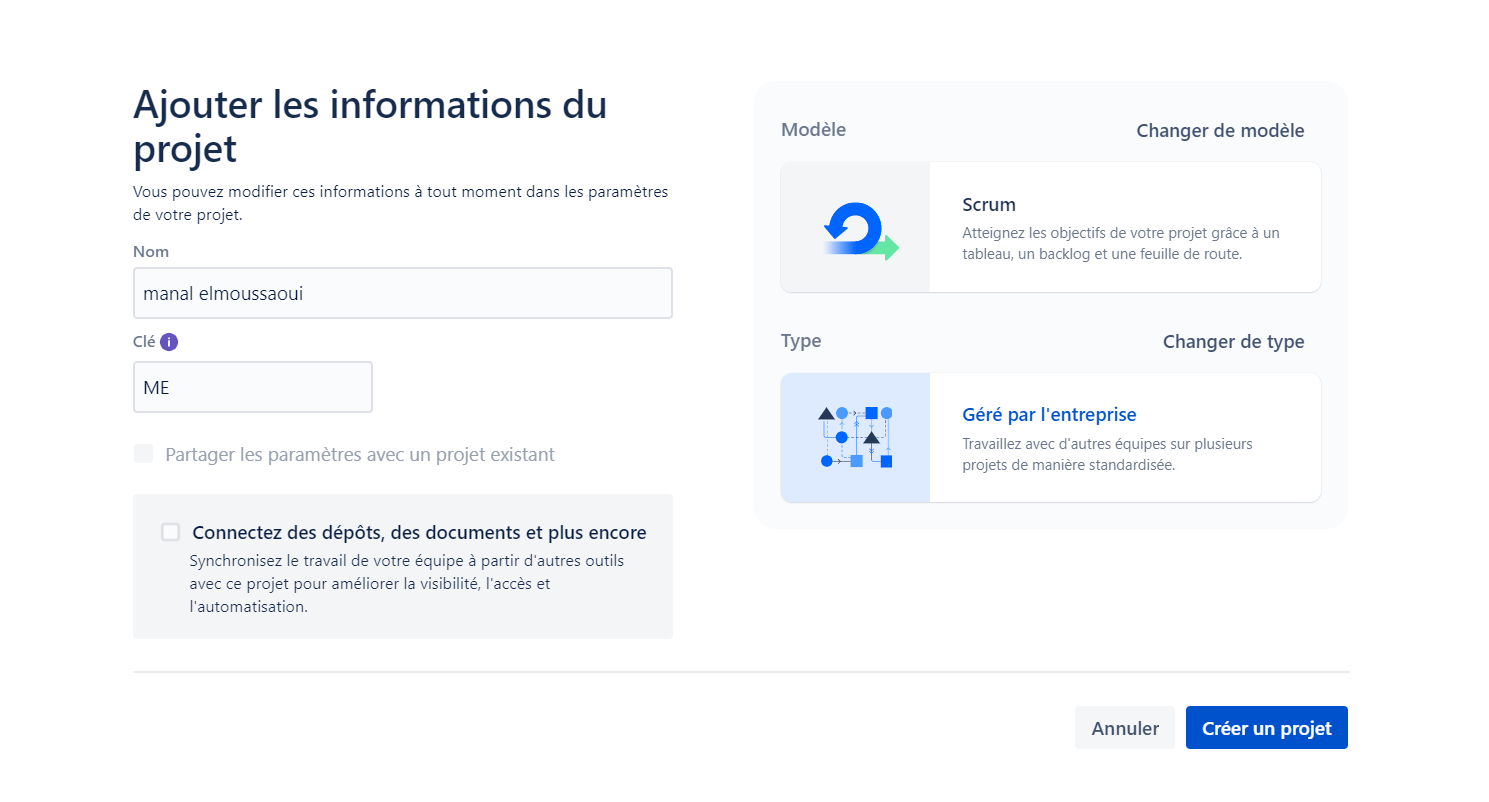 Ajouter les informations du
projet
Vous pouvez modifier ces informations à tout moment dans les paramètres
de votre projet.
Nom
manal elmoussaoui
Clé i
ME
Partager les paramètres avec un projet existant
Connectez des dépôts, des documents et plus encore
Synchronisez le travail de votre équipe à partir d'autres outils
avec ce projet pour améliorer la visibilité, l'accès et
l'automatisation.
Modèle
Changer de modèle
Scrum
Atteignez les objectifs de votre projet grâce à un
tableau, un backlog et une feuille de route.
Type
Changer de type
Géré par l'entreprise
Travaillez avec d'autres équipes sur plusieurs
projets de manière standardisée.
Annuler
Créer un projet